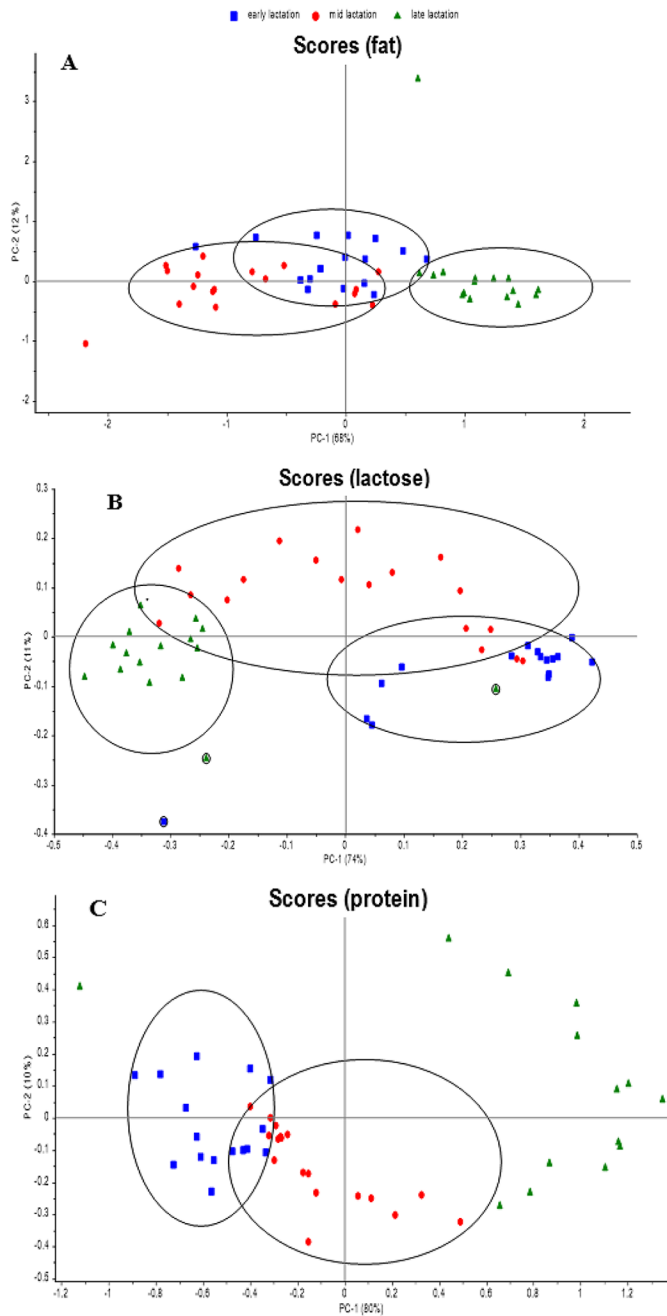 early lactation mid lactation late lactation
A
Scores (fat)
3
2
1
0
-1
-2
PC-2 (12%)
-2 -1 0 1 2
PC-1 (68%)
B
Scores (lactose)
0.3
0.2
0.1
0
-0.1
-0.2
-0.3
-0.4
PC-2 (11%)
-0.5 -0.4 -0.3 -0.2 -0.1 0 0.1 0.2 0.3 0.4 0.5
PC-1 (74%)
C
Scores (protein)
0.6
0.5
0.4
0.3
0.2
0.1
0
-0.1
-0.2
-0.3
-0.4
-0.5
PC-2 (10%)
-1.2 -1 -0.8 -0.6 -0.4 -0.2 0 0.2 0.4 0.6 0.8 1 1.2
PC-1 (80%)